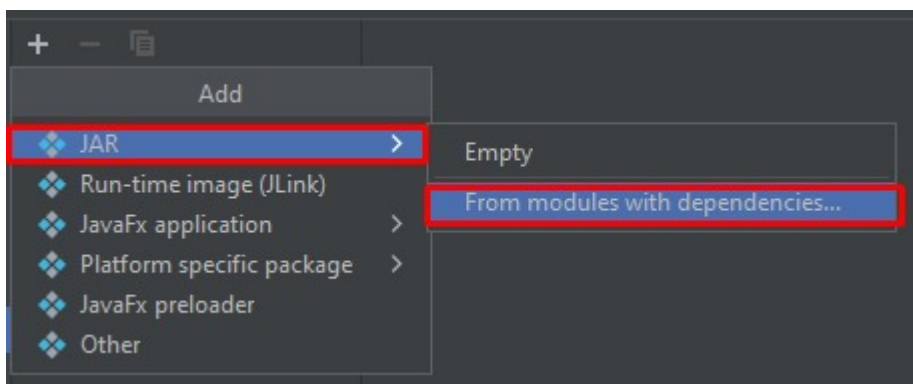 Add
JAR
Run-time image (JLink)
JavaFx application
Platform specific package
JavaFx preloader
Other
Empty
From modules with dependencies...